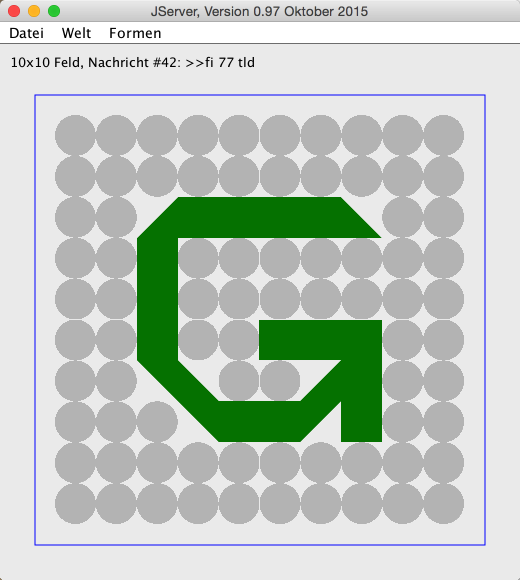 JServer, Version 0.97 Oktober 2015
Datei Welt Formen
10x10 Feld, Nachricht #42: >>fi 77 tld
G